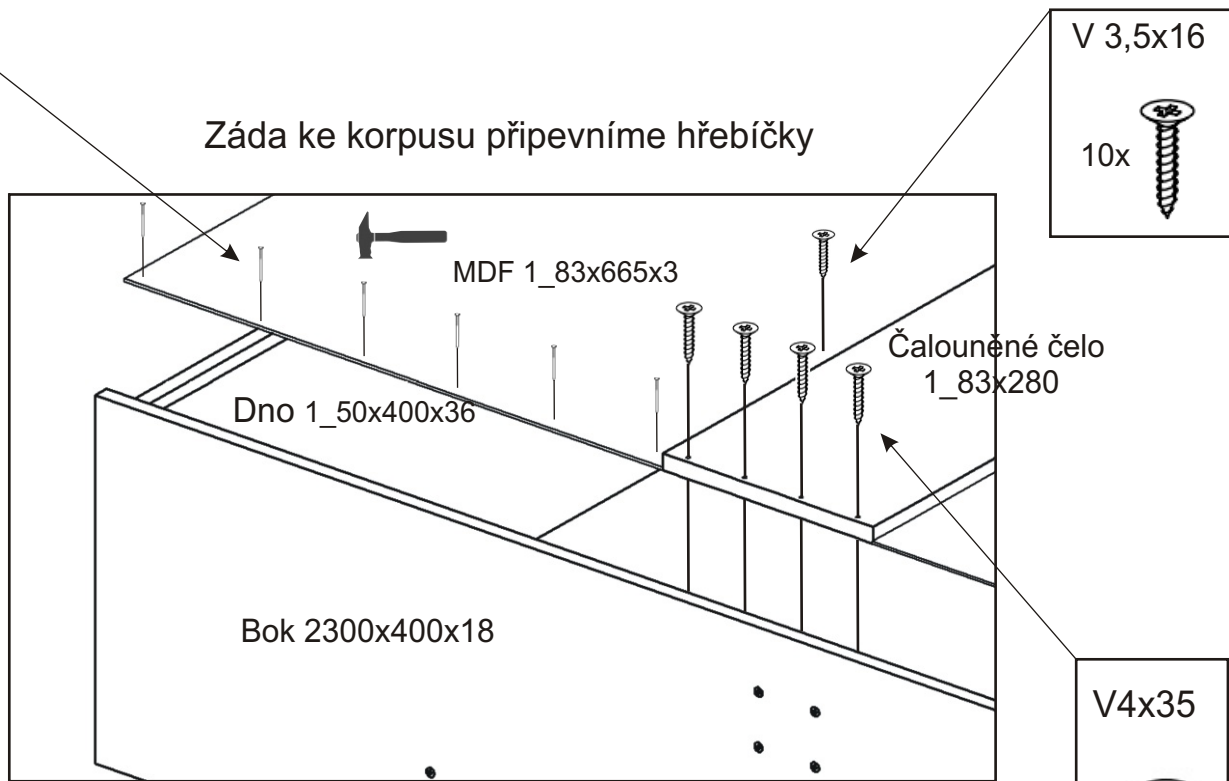 V 3,5x16
10x
Záda ke korpusu připevníme hřebíčky
MDF 1_83x665x3
Čalouněné čelo
1_83x280
Dno 1_50x400x36
Bok 2300x400x18
V4x35